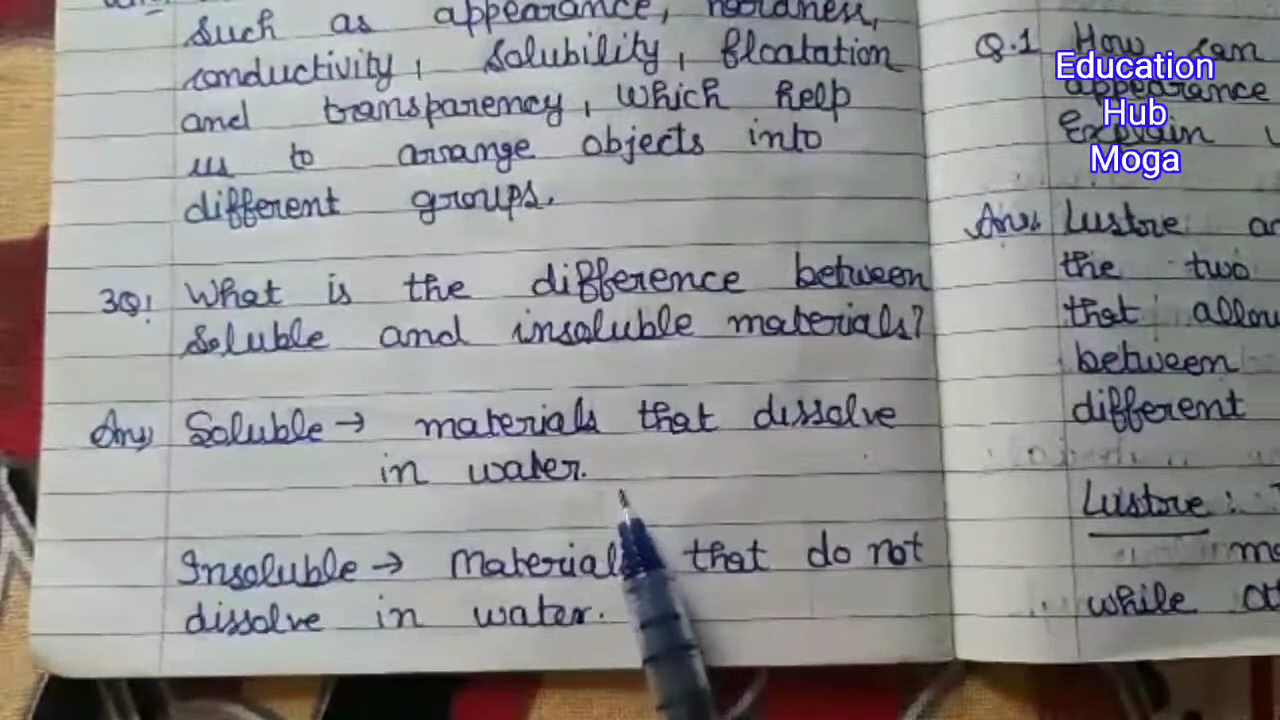 such as appearance, hardness,
conductivity, solubility, floatation
and transparency, which help
us to arrange objects into
different groups.
3Q! What is the difference between
soluble and insoluble materials?
Ans) Soluble → materials that dissolve
in water.
Insoluble → Materials that do not
dissolve in water.
Q.1 How can
appearance
Explain
Ans. Lustre
the two
that allow
between
different
Lustre :
while
Education
Hub
Moga